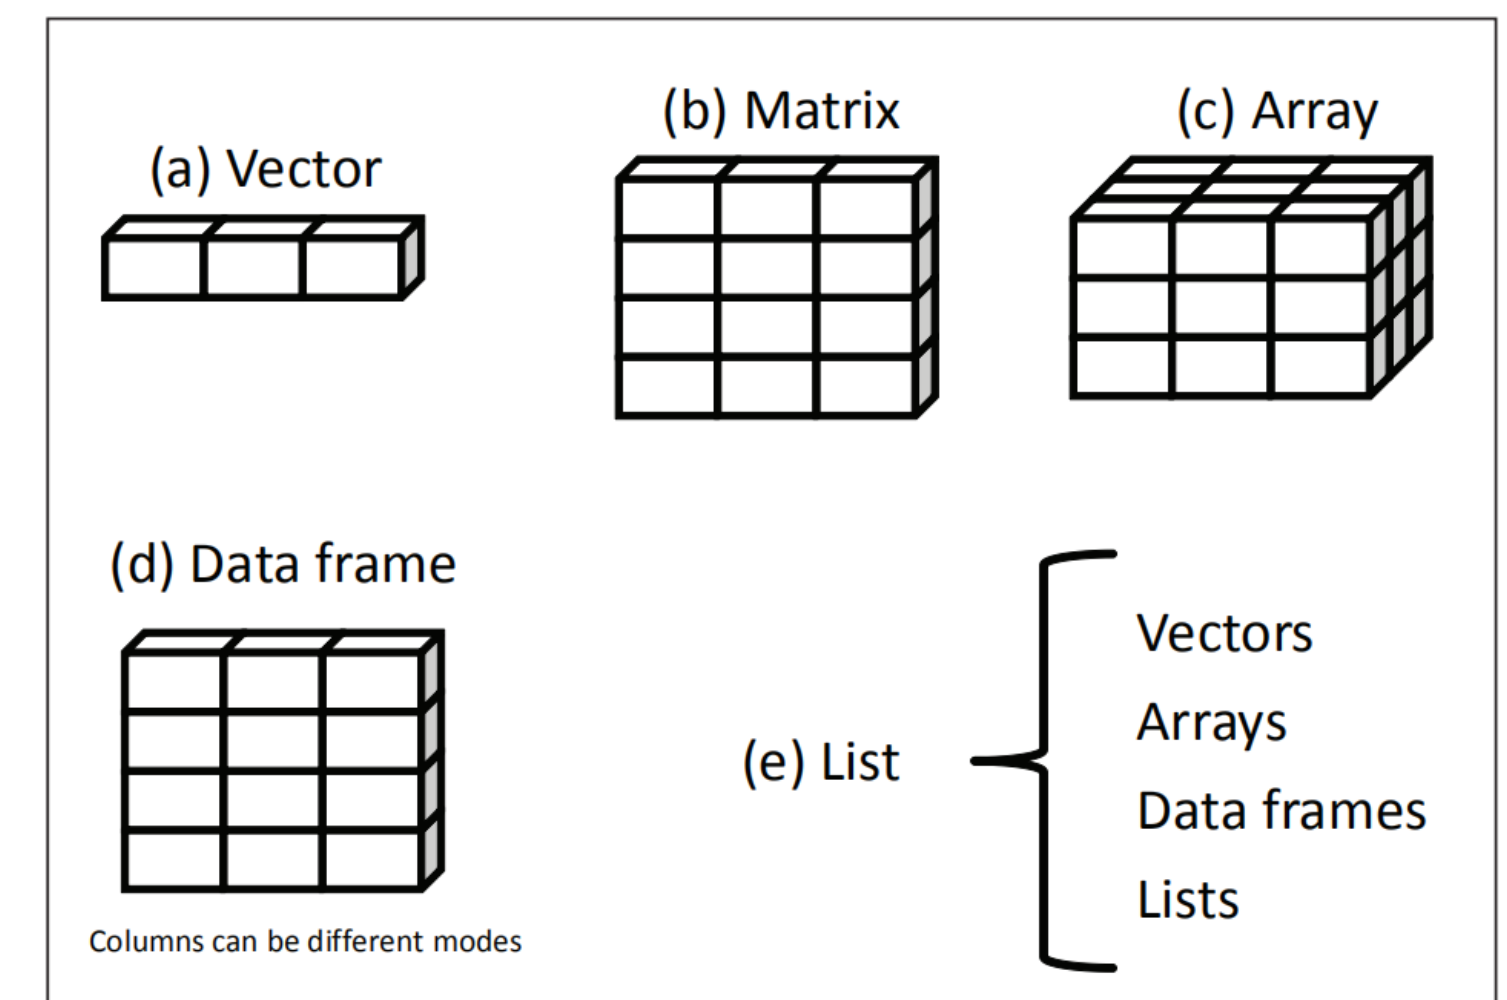 (a) Vector
(b) Matrix
(c) Array
(d) Data frame
Columns can be different modes
(e) List
Vectors
Arrays
Data frames
Lists